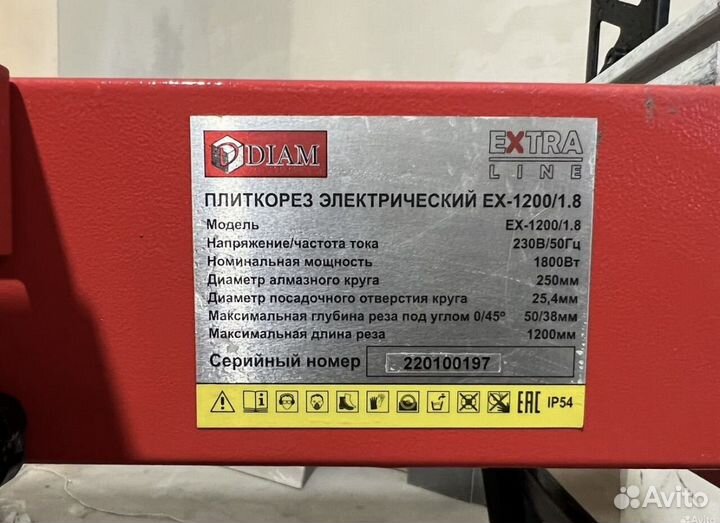 DIAM
EXTRA
LINE
ПЛИТКОРЕЗ ЭЛЕКТРИЧЕСКИЙ EX-1200/1.8
Модель EX-1200/1.8
Напряжение/частота тока 230В/50Гц
Номинальная мощность 1800Вт
Диаметр алмазного круга 250мм
Диаметр посадочного отверстия круга 25,4мм
Максимальная глубина реза под углом 0/45° 50/38мм
Максимальная длина реза 1200мм
Серийный номер 220100197
EAC IP54
Avito
Avito